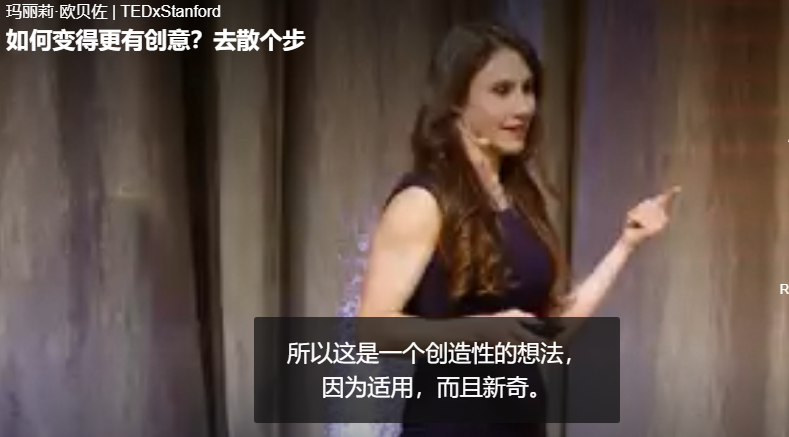 玛丽莉·欧贝佐 | TEDxStanford
如何变得更有创意？去散个步
R
所以这是一个创造性的想法，
因为适用，而且新奇。